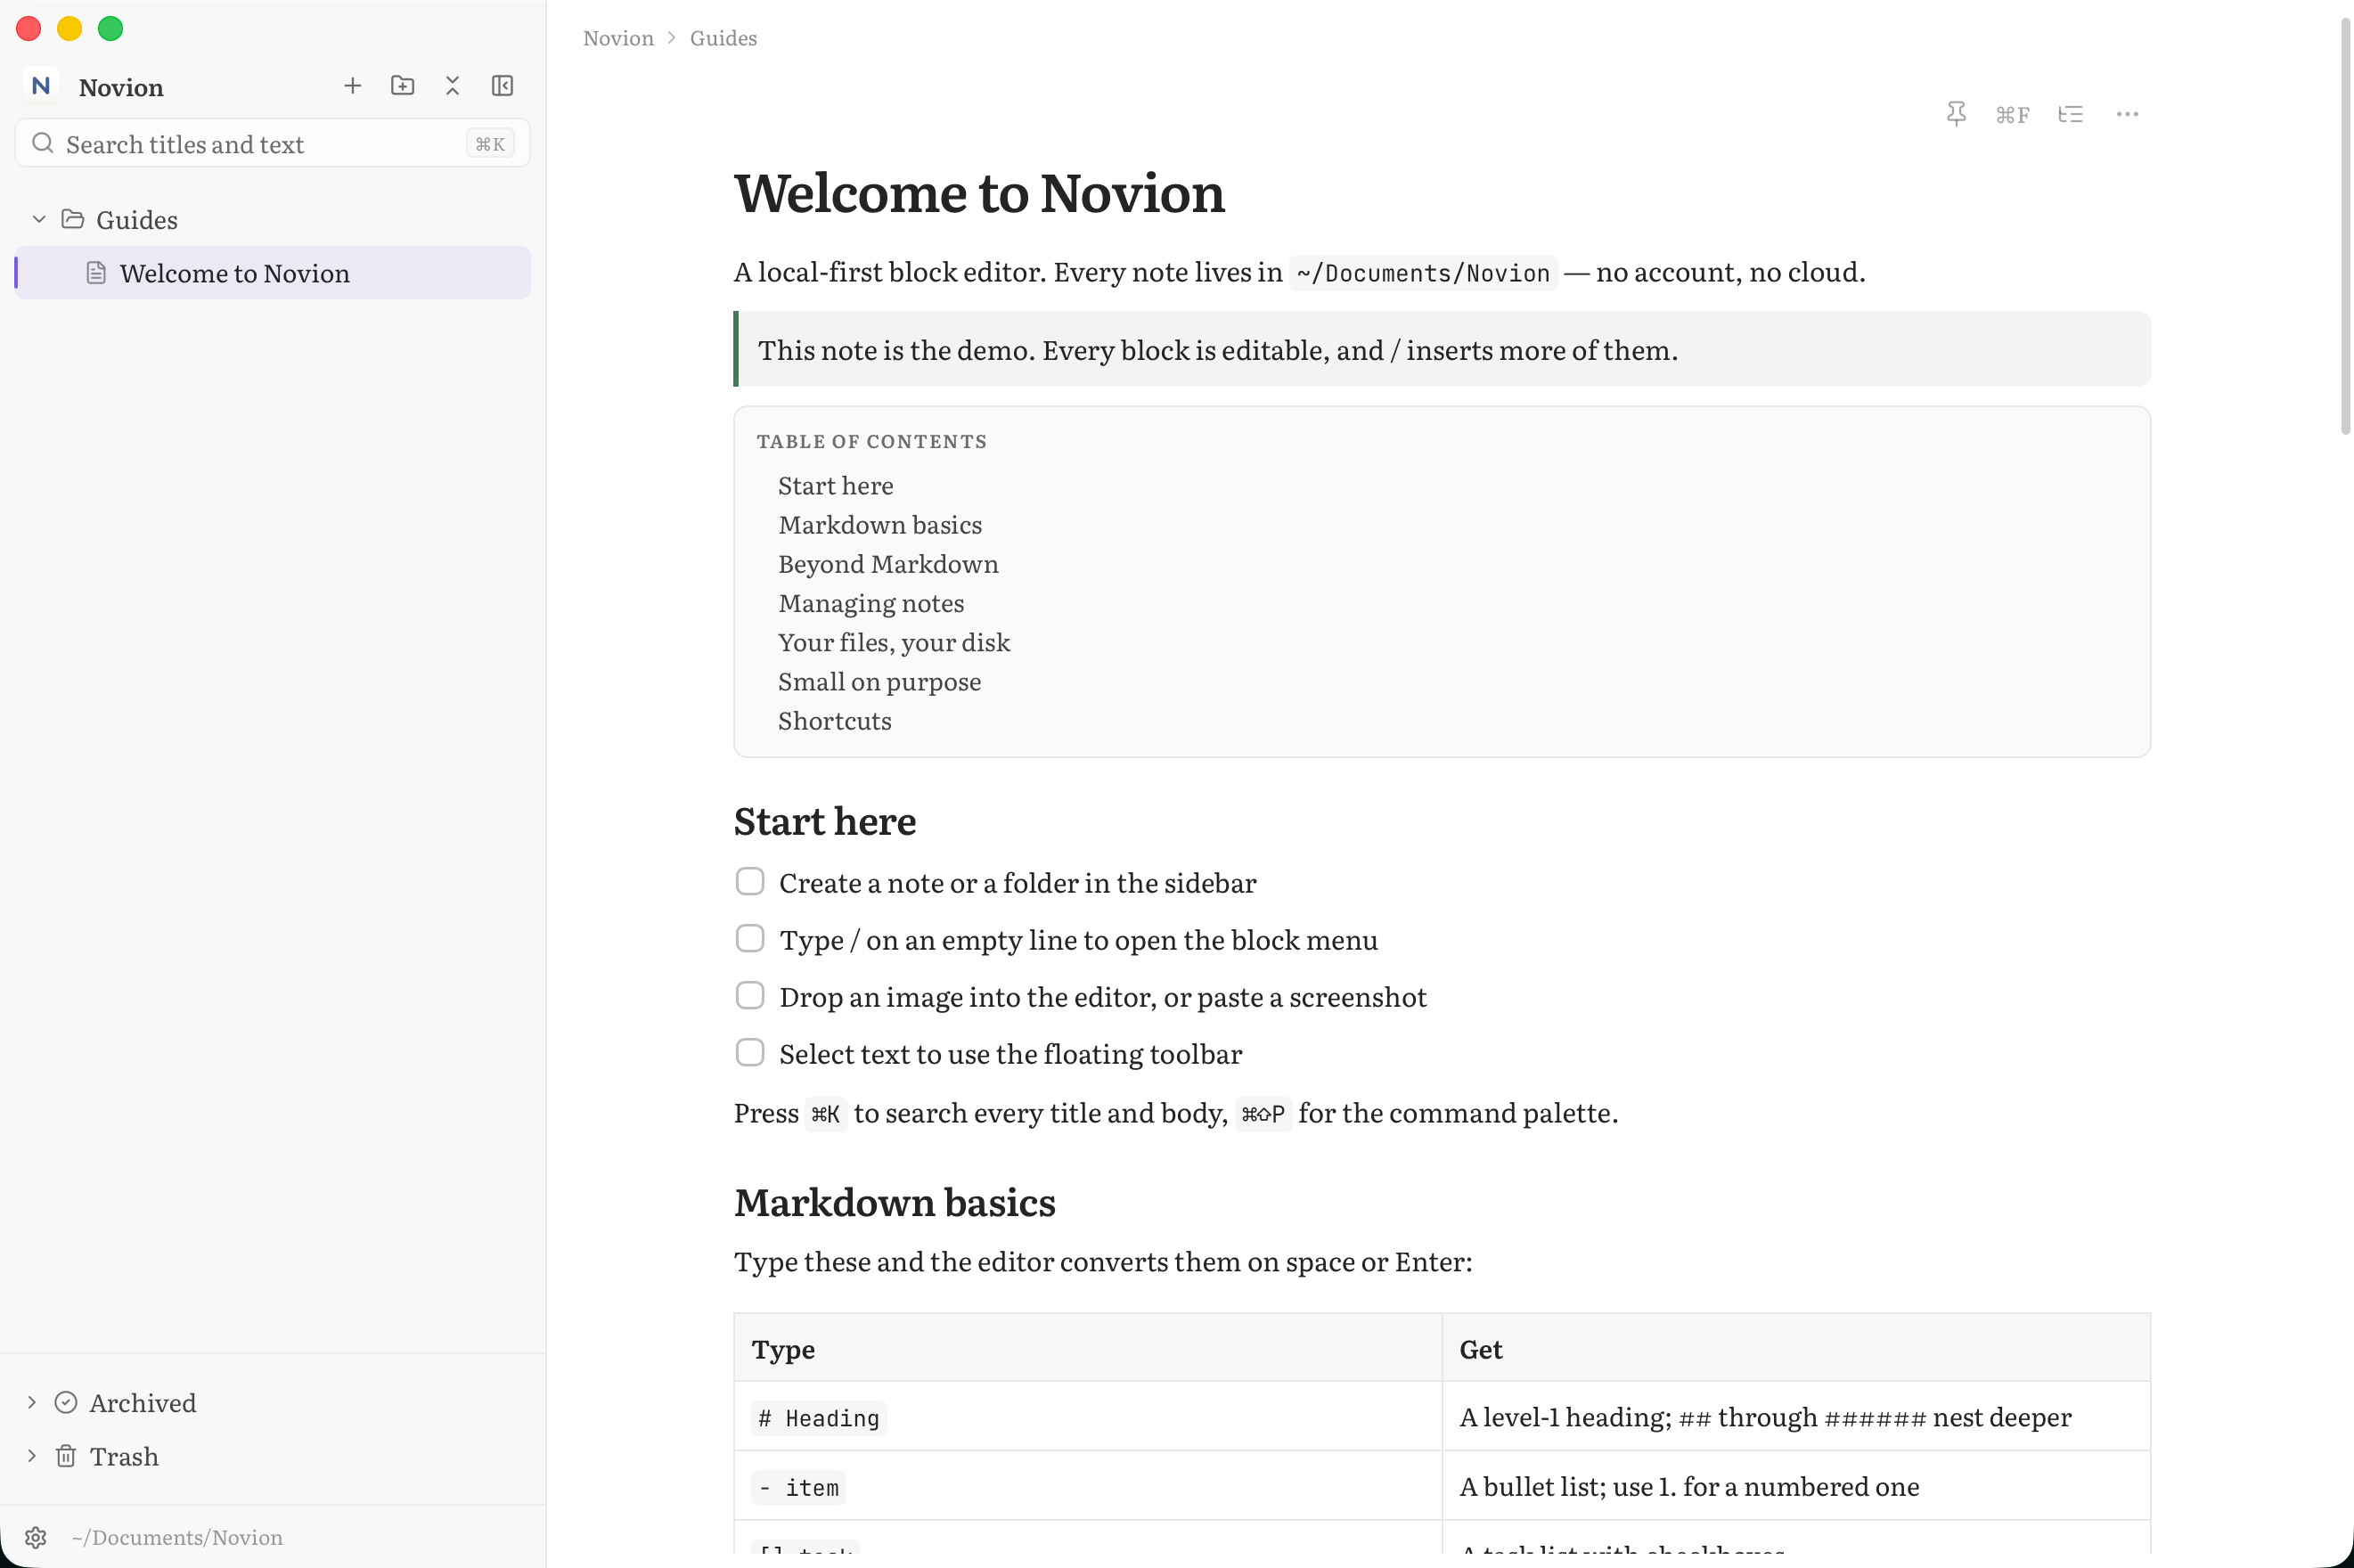 N Novion
Search titles and text ⌘K
Guides
Welcome to Novion
Archived
Trash
~/Documents/Novion
Novion > Guides
⌘F
Welcome to Novion
A local-first block editor. Every note lives in ~/Documents/Novion — no account, no cloud.
This note is the demo. Every block is editable, and / inserts more of them.
TABLE OF CONTENTS
Start here
Markdown basics
Beyond Markdown
Managing notes
Your files, your disk
Small on purpose
Shortcuts
Start here
Create a note or a folder in the sidebar
Type / on an empty line to open the block menu
Drop an image into the editor, or paste a screenshot
Select text to use the floating toolbar
Press ⌘K to search every title and body, ⌘⇧P for the command palette.
Markdown basics
Type these and the editor converts them on space or Enter:
Type Get
# Heading A level-1 heading; ## through ###### nest deeper
- item A bullet list; use 1. for a numbered one
[] task A task list with checkboxes